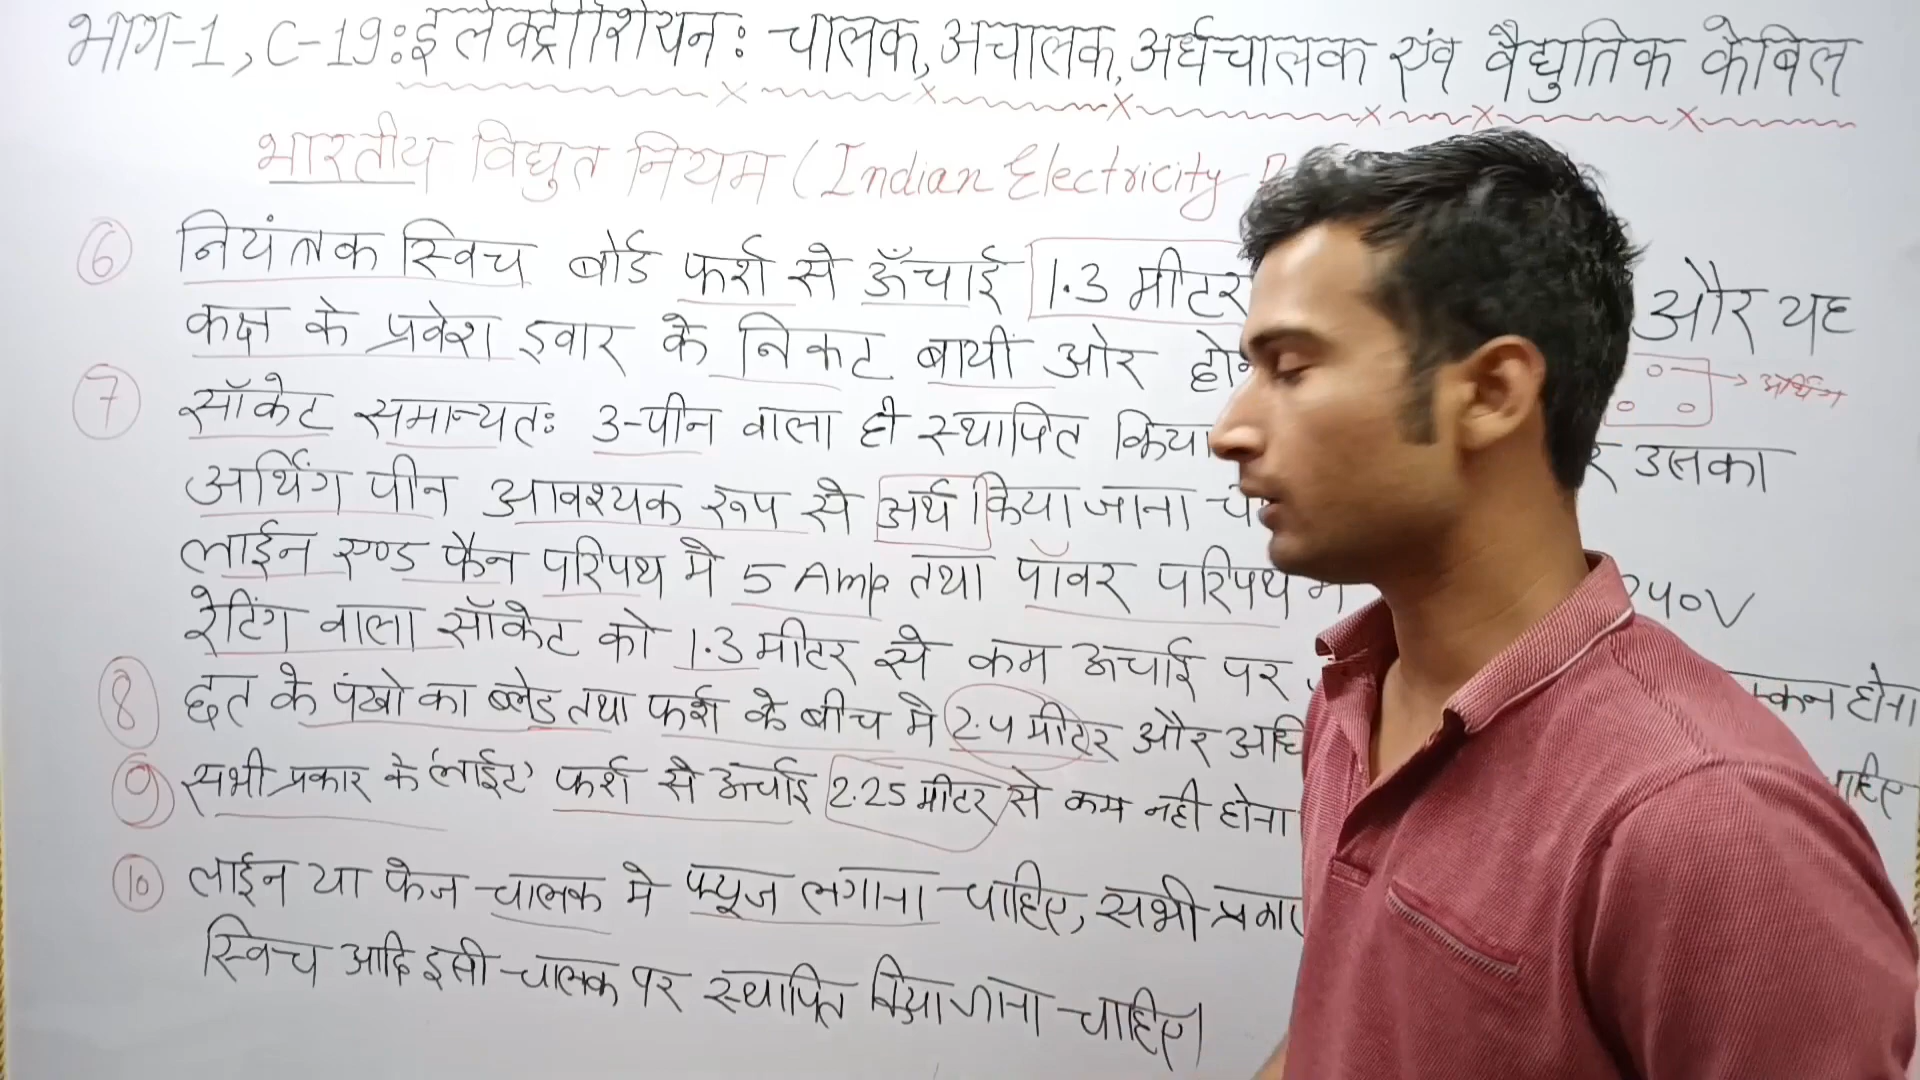 भाग-1, C-19: इलेक्ट्रीशियन: चालक, अचालक, अर्धचालक एंव वैद्युतिक केबिल
भारतीय विद्युत नियम (Indian Electricity
⑥ नियंत्रक स्विच बोर्ड फर्श से ऊँचाई 1.3 मीटर और यह
कक्ष के प्रवेश द्वार के निकट बायीं ओर
⑦ सॉकेट समान्यतः 3-पीन वाला ही स्थापित किया उसका
अर्थिंग
अर्थिंग पीन आवश्यक रूप से अर्थ किया जाना
लाईन एण्ड फैन परिपथ मे 5 Amp तथा पॉवर परिपथ में 240V
रेटिंग वाला सॉकेट को 1.3 मीटर से कम ऊचाई पर होना
⑧ छत के पंखो का ब्लेड तथा फर्श के बीच मे 2.4 मीटर और
⑨ सभी प्रकार के 'लाईट' फर्श से ऊचाई 2.25 मीटर से कम नही होना
⑩ लाईन या फेज चालक मे फ्यूज लगाना चाहिए, सभी प्रकार
स्विच आदि इसी चालक पर स्थापित किया जाना चाहिए।